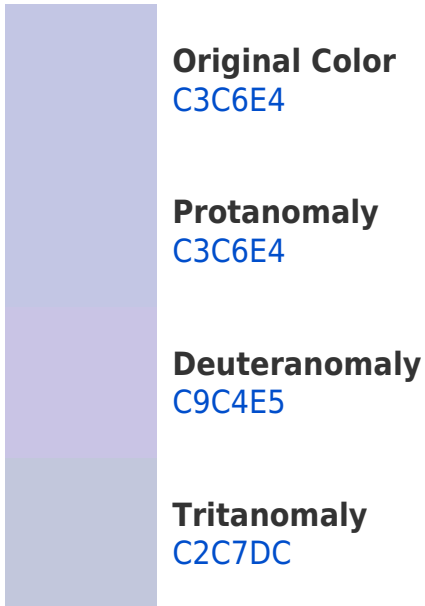 Original Color
C3C6E4
Protanomaly
C3C6E4
Deuteranomaly
C9C4E5
Tritanomaly
C2C7DC